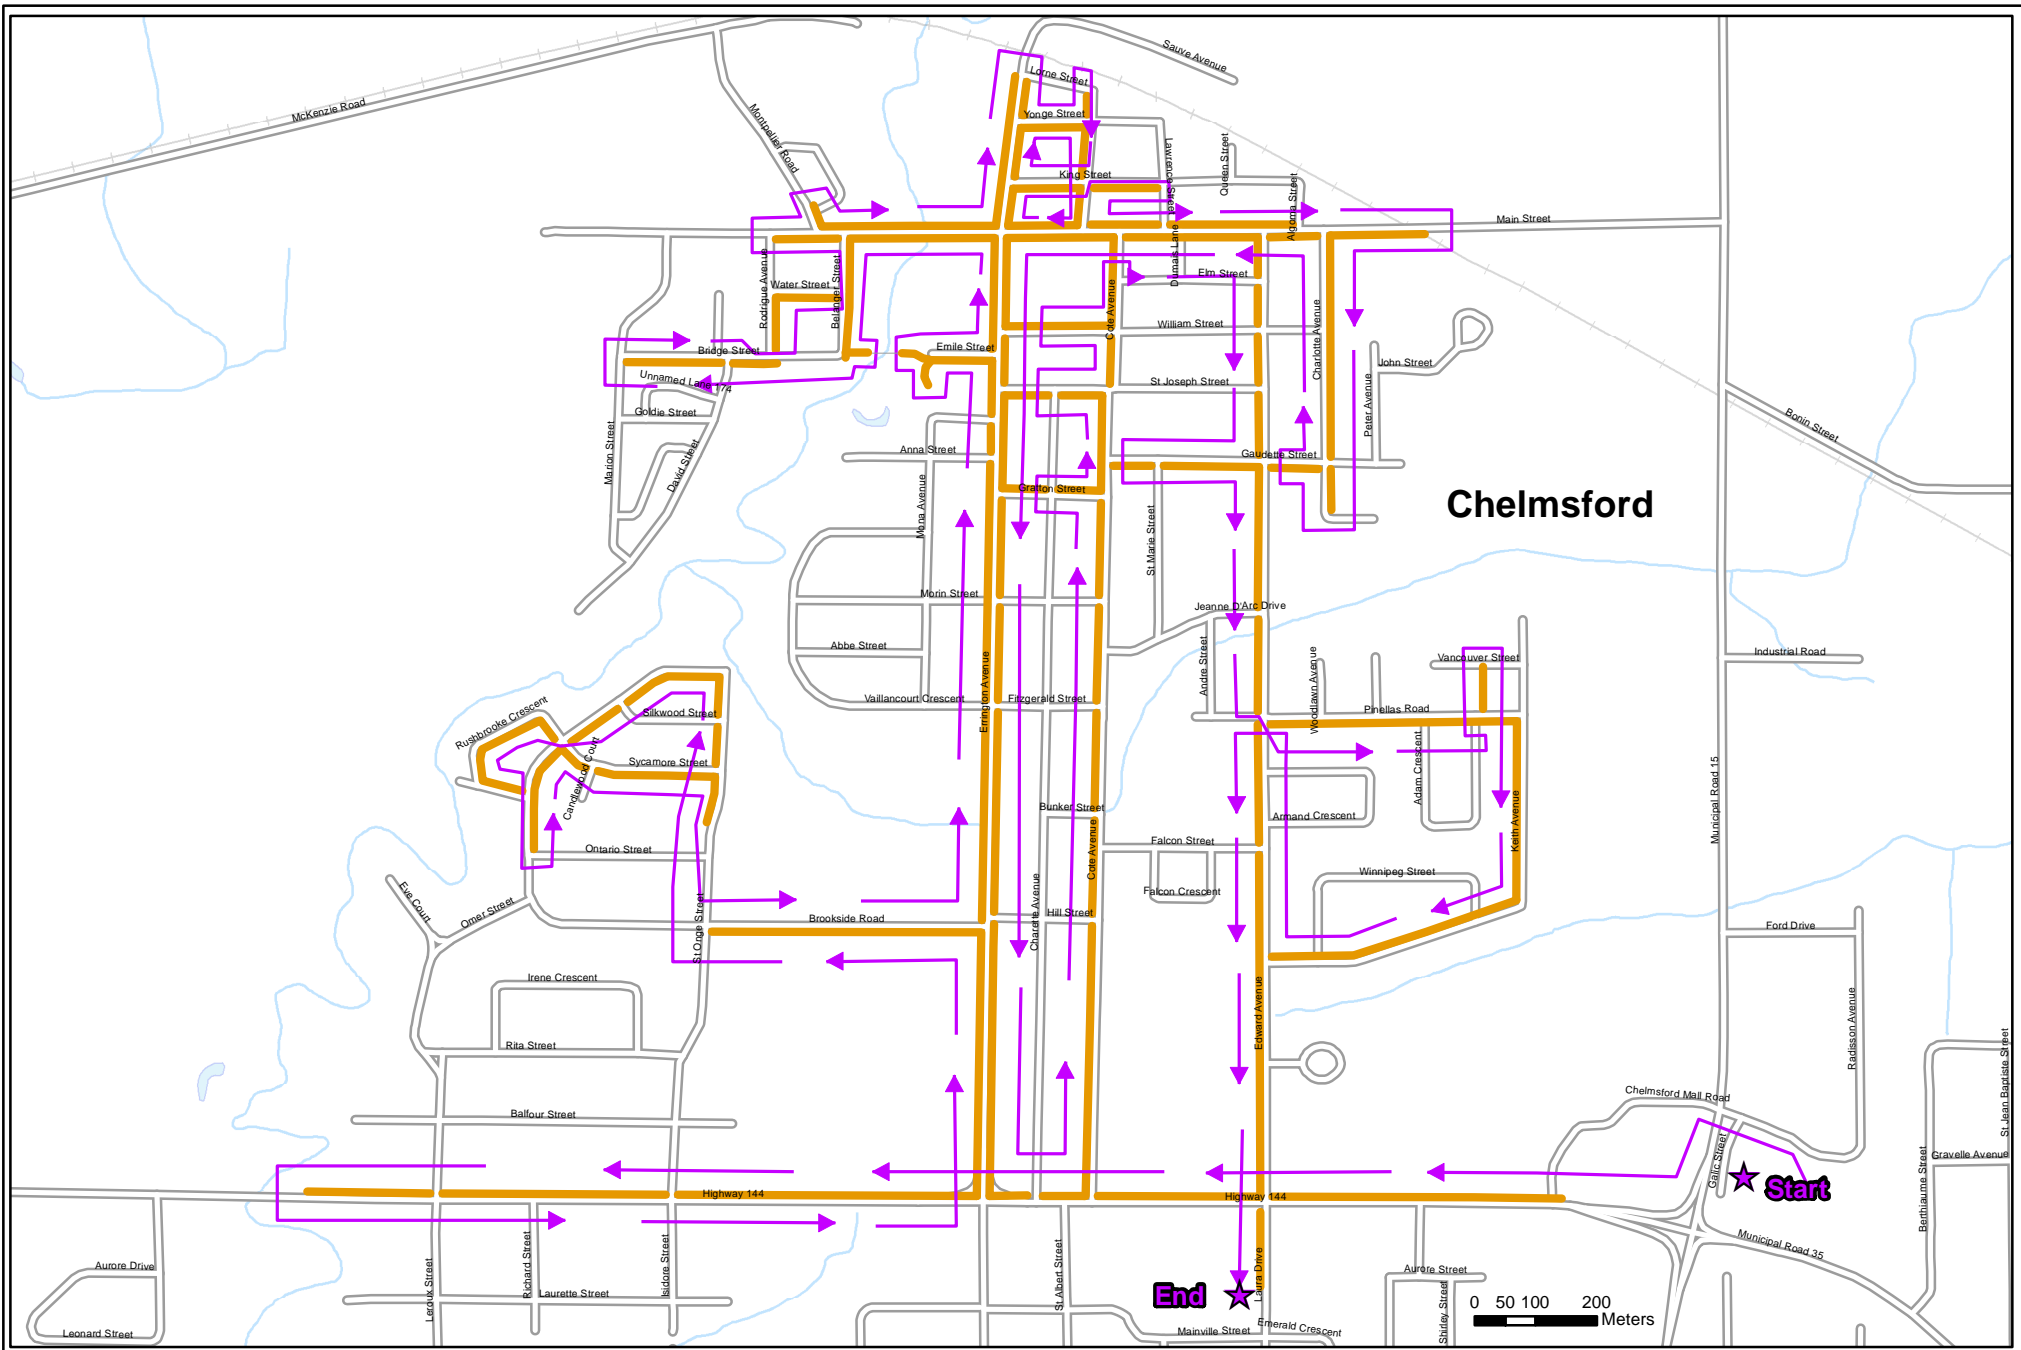 Sauve Avenue
Lorne Street
McKenzie Road
Montpellier Road
Yonge Street
Lawrence Street
Queen Street
King Street
Algoma Street
Main Street
Rodrigue Avenue
Belanger Street
Dumais Lane
Elm Street
Water Street
Cote Avenue
William Street
Charlotte Avenue
Bridge Street
Emile Street
John Street
Unnamed Lane 174
St Joseph Street
Peter Avenue
Goldie Street
Bonin Street
Marion Street
David Street
Anna Street
Gaudette Street
Gratton Street
Chelmsford
Mona Avenue
St Marie Street
Morin Street
Jeanne D'Arc Drive
Abbe Street
Andre Street
Woodlawn Avenue
Vancouver Street
Industrial Road
Errington Avenue
Vaillancourt Crescent
Fitzgerald Street
Pinellas Road
Rushbrooke Crescent
Silkwood Street
Candlewood Court
Sycamore Street
Adam Crescent
Municipal Road 15
Keith Avenue
Bunker Street
Armand Crescent
Cote Avenue
Falcon Street
Ontario Street
Winnipeg Street
Eve Court
Falcon Crescent
Omer Street
St Onge Street
Brookside Road
Charette Avenue
Hill Street
Ford Drive
Irene Crescent
Edward Avenue
Radisson Avenue
Rita Street
St Jean Baptiste Street
Chelmsford Mall Road
Balfour Street
Galic Street
Gravelle Avenue
Berthiaume Street
Start
Highway 144
Highway 144
Municipal Road 35
Aurore Drive
Leroux Street
Richard Street
Isidore Street
St Albert Street
Laura Drive
Aurore Street
End
Laurette Street
Shirley Street
0 50 100 200
Meters
Leonard Street
Mainville Street
Emerald Crescent